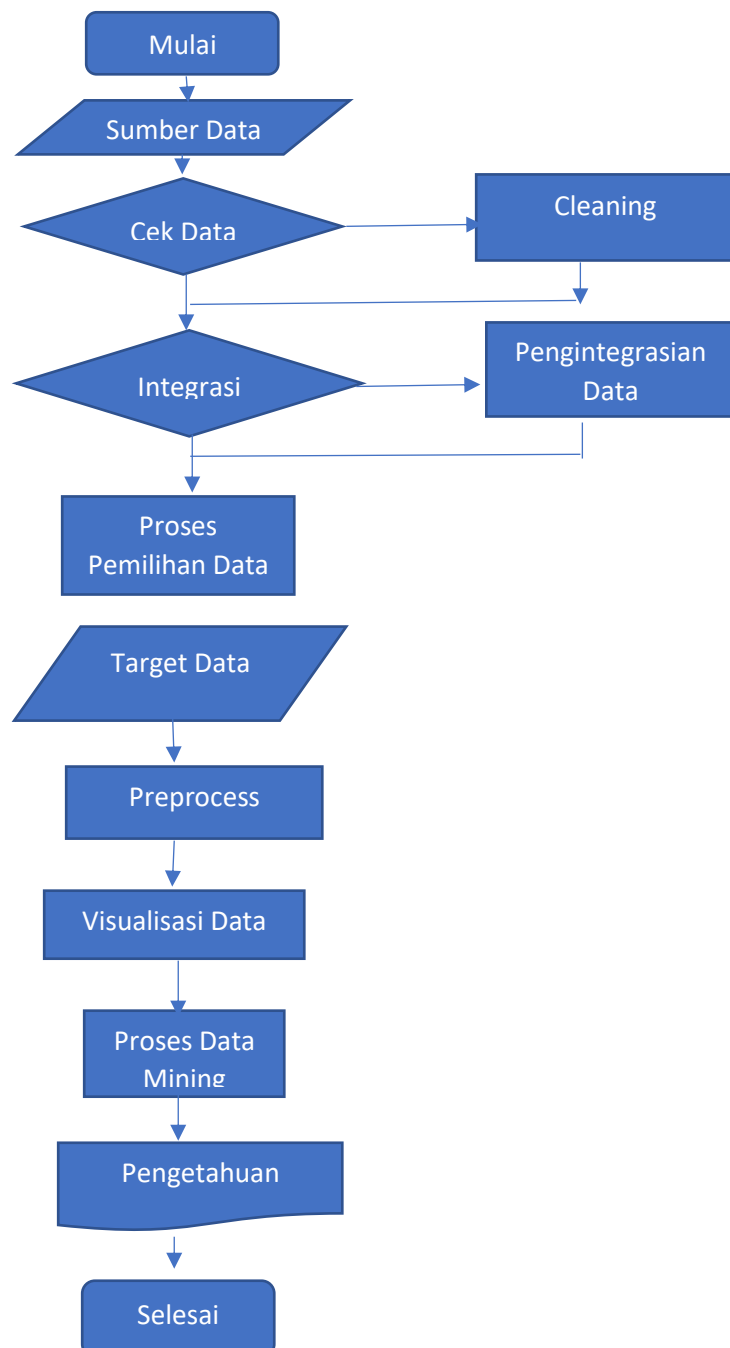 Mulai
Sumber Data
Cek Data
Cleaning
Integrasi
Pengintegrasian
Data
Proses
Pemilihan Data
Target Data
Preprocess
Visualisasi Data
Proses Data
Mining
Pengetahuan
Selesai